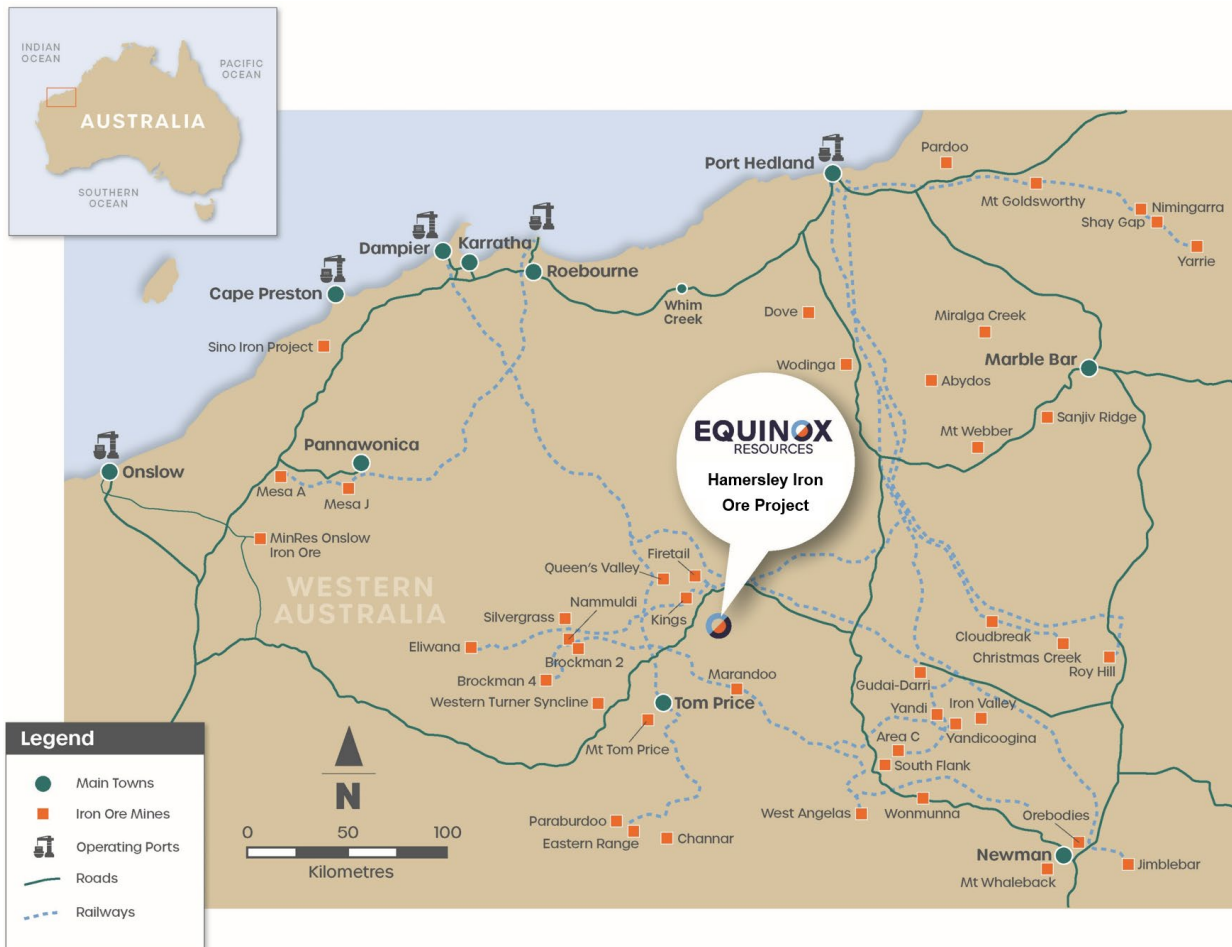 INDIAN
OCEAN
PACIFIC
OCEAN
AUSTRALIA
SOUTHERN
OCEAN
Port Hedland
Pardoo
Mt Goldsworthy
Nimingarra
Shay Gap
Yarrie
Dampier
Karratha
Roebourne
Cape Preston
Whim
Creek
Dove
Miralga Creek
Sino Iron Project
Wodinga
Marble Bar
Abydos
Sanjiv Ridge
Mt Webber
EQUINOX
RESOURCES
Hamersley Iron
Ore Project
Pannawonica
Onslow
Mesa A
Mesa J
MinRes Onslow
Iron Ore
WESTERN
AUSTRALIA
Firetail
Queen's Valley
Nammuldi
Silvergrass
Kings
Eliwana
Brockman 2
Brockman 4
Western Turner Syncline
Marandoo
Tom Price
Mt Tom Price
Cloudbreak
Christmas Creek
Roy Hill
Gudai-Darri
Yandi
Iron Valley
Yandicoogina
Area C
South Flank
West Angelas
Wonmunna
Orebodies
Newman
Mt Whaleback
Jimblebar
Paraburdoo
Eastern Range
Channar
N
0 50 100
Kilometres
Legend
Main Towns
Iron Ore Mines
Operating Ports
Roads
Railways